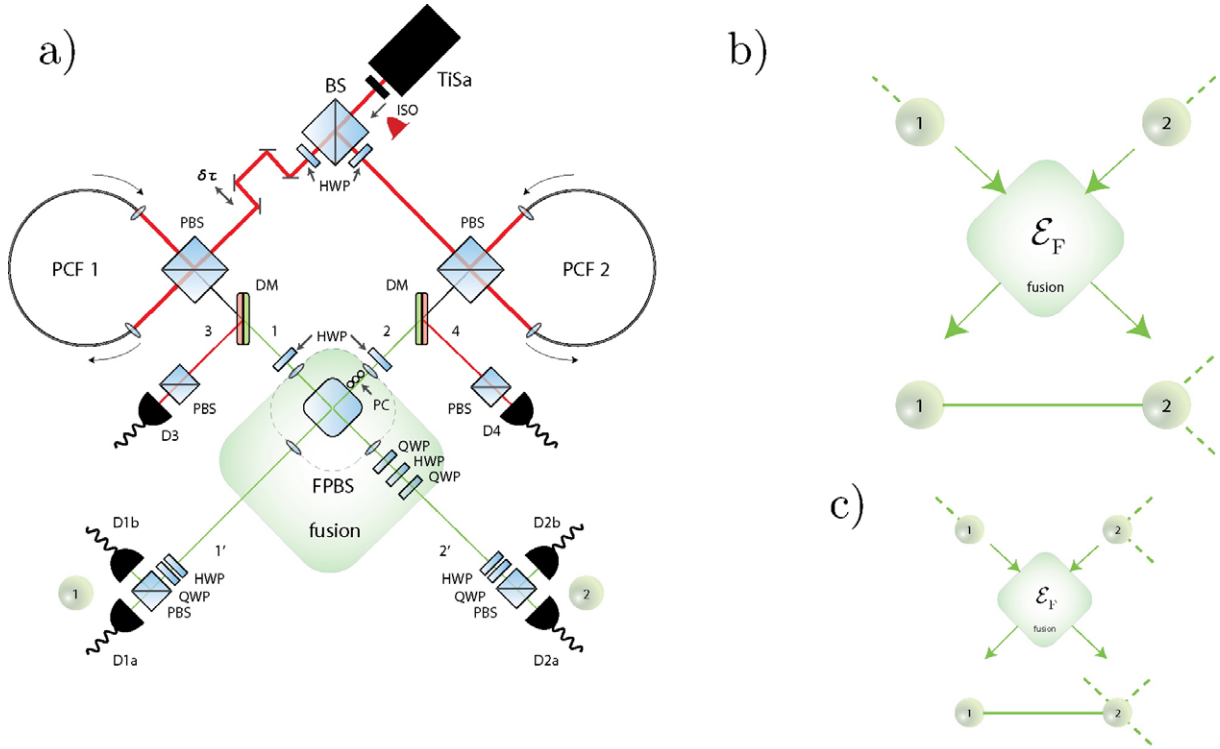 a)
TiSa
BS
ISO
HWP
δτ
PBS
PBS
PCF 1
PCF 2
DM
DM
3
1
HWP
2
4
PBS
PC
PBS
D3
D4
QWP
HWP
QWP
FPBS
fusion
D1b
D2b
1'
2'
HWP
QWP
PBS
HWP
QWP
PBS
1
2
D1a
D2a
b)
1
2
ℰF
fusion
1
2
c)
1
2
ℰF
fusion
1
2